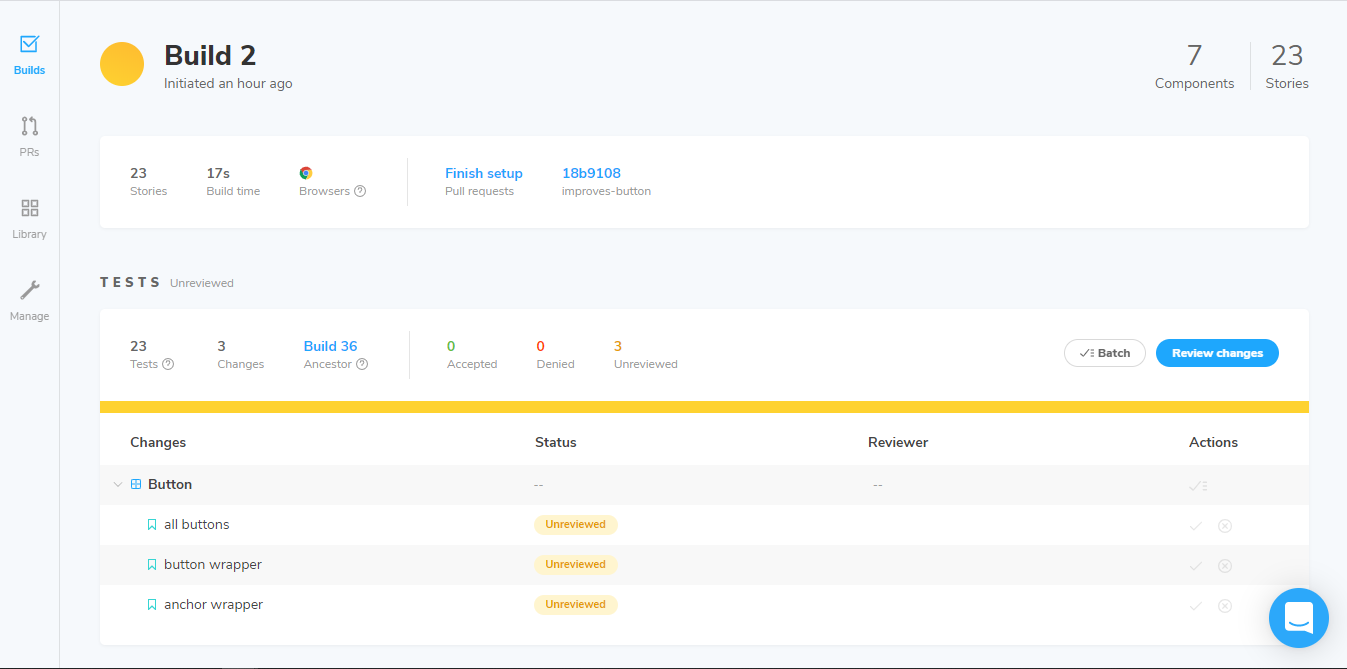 Builds
PRs
Library
Manage
Build 2
Initiated an hour ago
7
Components
23
Stories
23
Stories
17s
Build time
Browsers
Finish setup
Pull requests
18b9108
improves-button
TESTS Unreviewed
23
Tests
3
Changes
Build 36
Ancestor
0
Accepted
0
Denied
3
Unreviewed
Batch
Review changes
Changes Status Reviewer Actions
Button -- --
all buttons Unreviewed
button wrapper Unreviewed
anchor wrapper Unreviewed